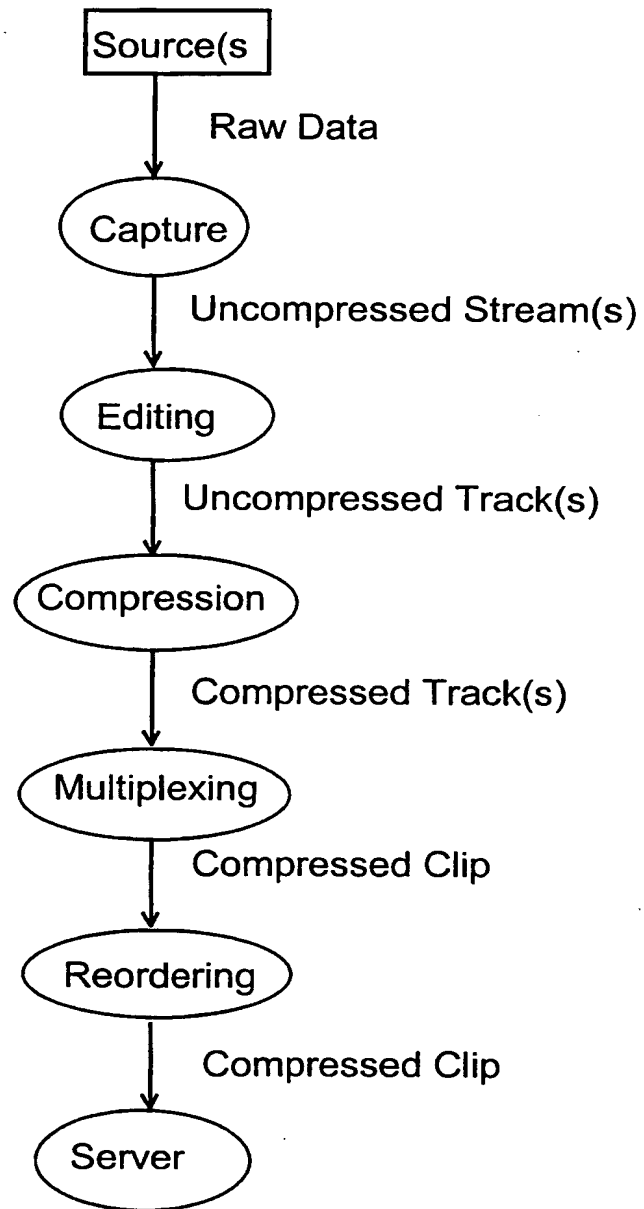 Source(s
Raw Data
Capture
Uncompressed Stream(s)
Editing
Uncompressed Track(s)
Compression
Compressed Track(s)
Multiplexing
Compressed Clip
Reordering
Compressed Clip
Server